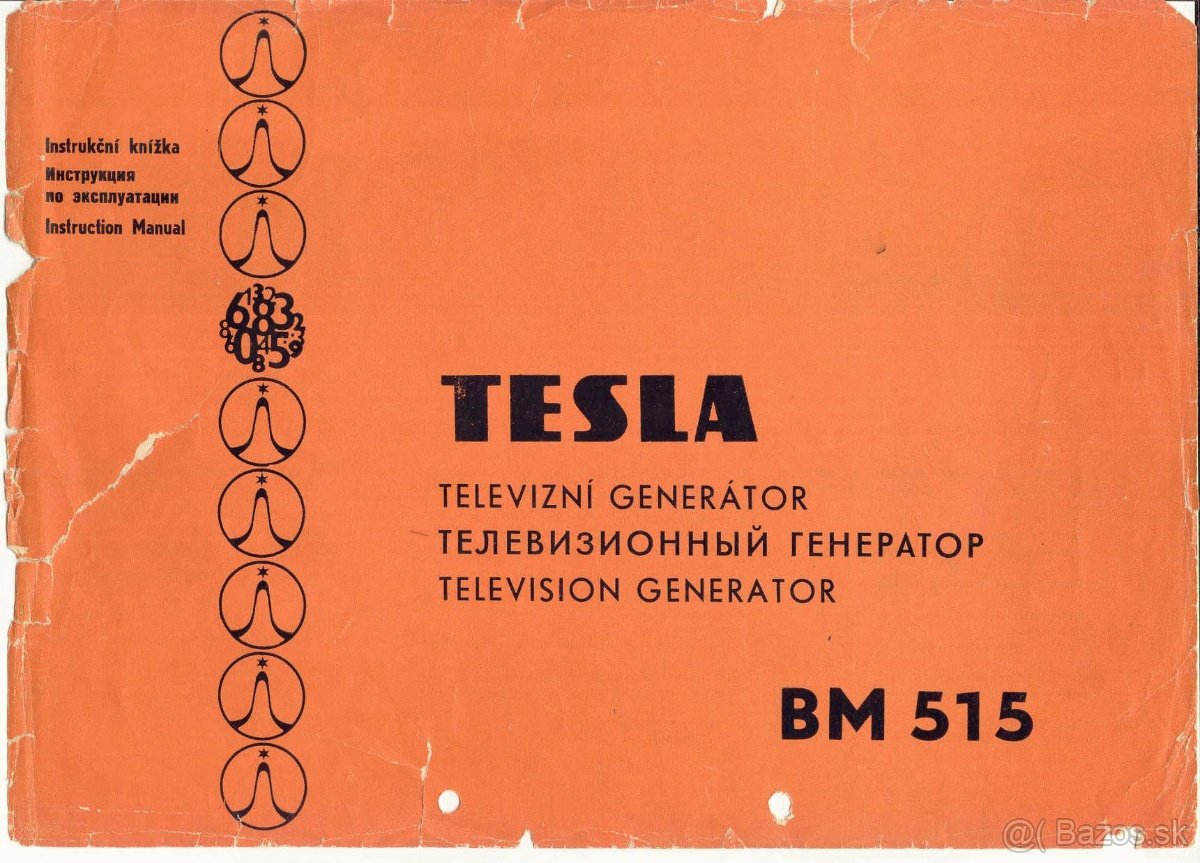 Instrukční knížka
Инструкция
по эксплуатации
Instruction Manual
TESLA
TELEVIZNÍ GENERÁTOR
ТЕЛЕВИЗИОННЫЙ ГЕНЕРАТОР
TELEVISION GENERATOR
BM 515
@( Bazos.sk